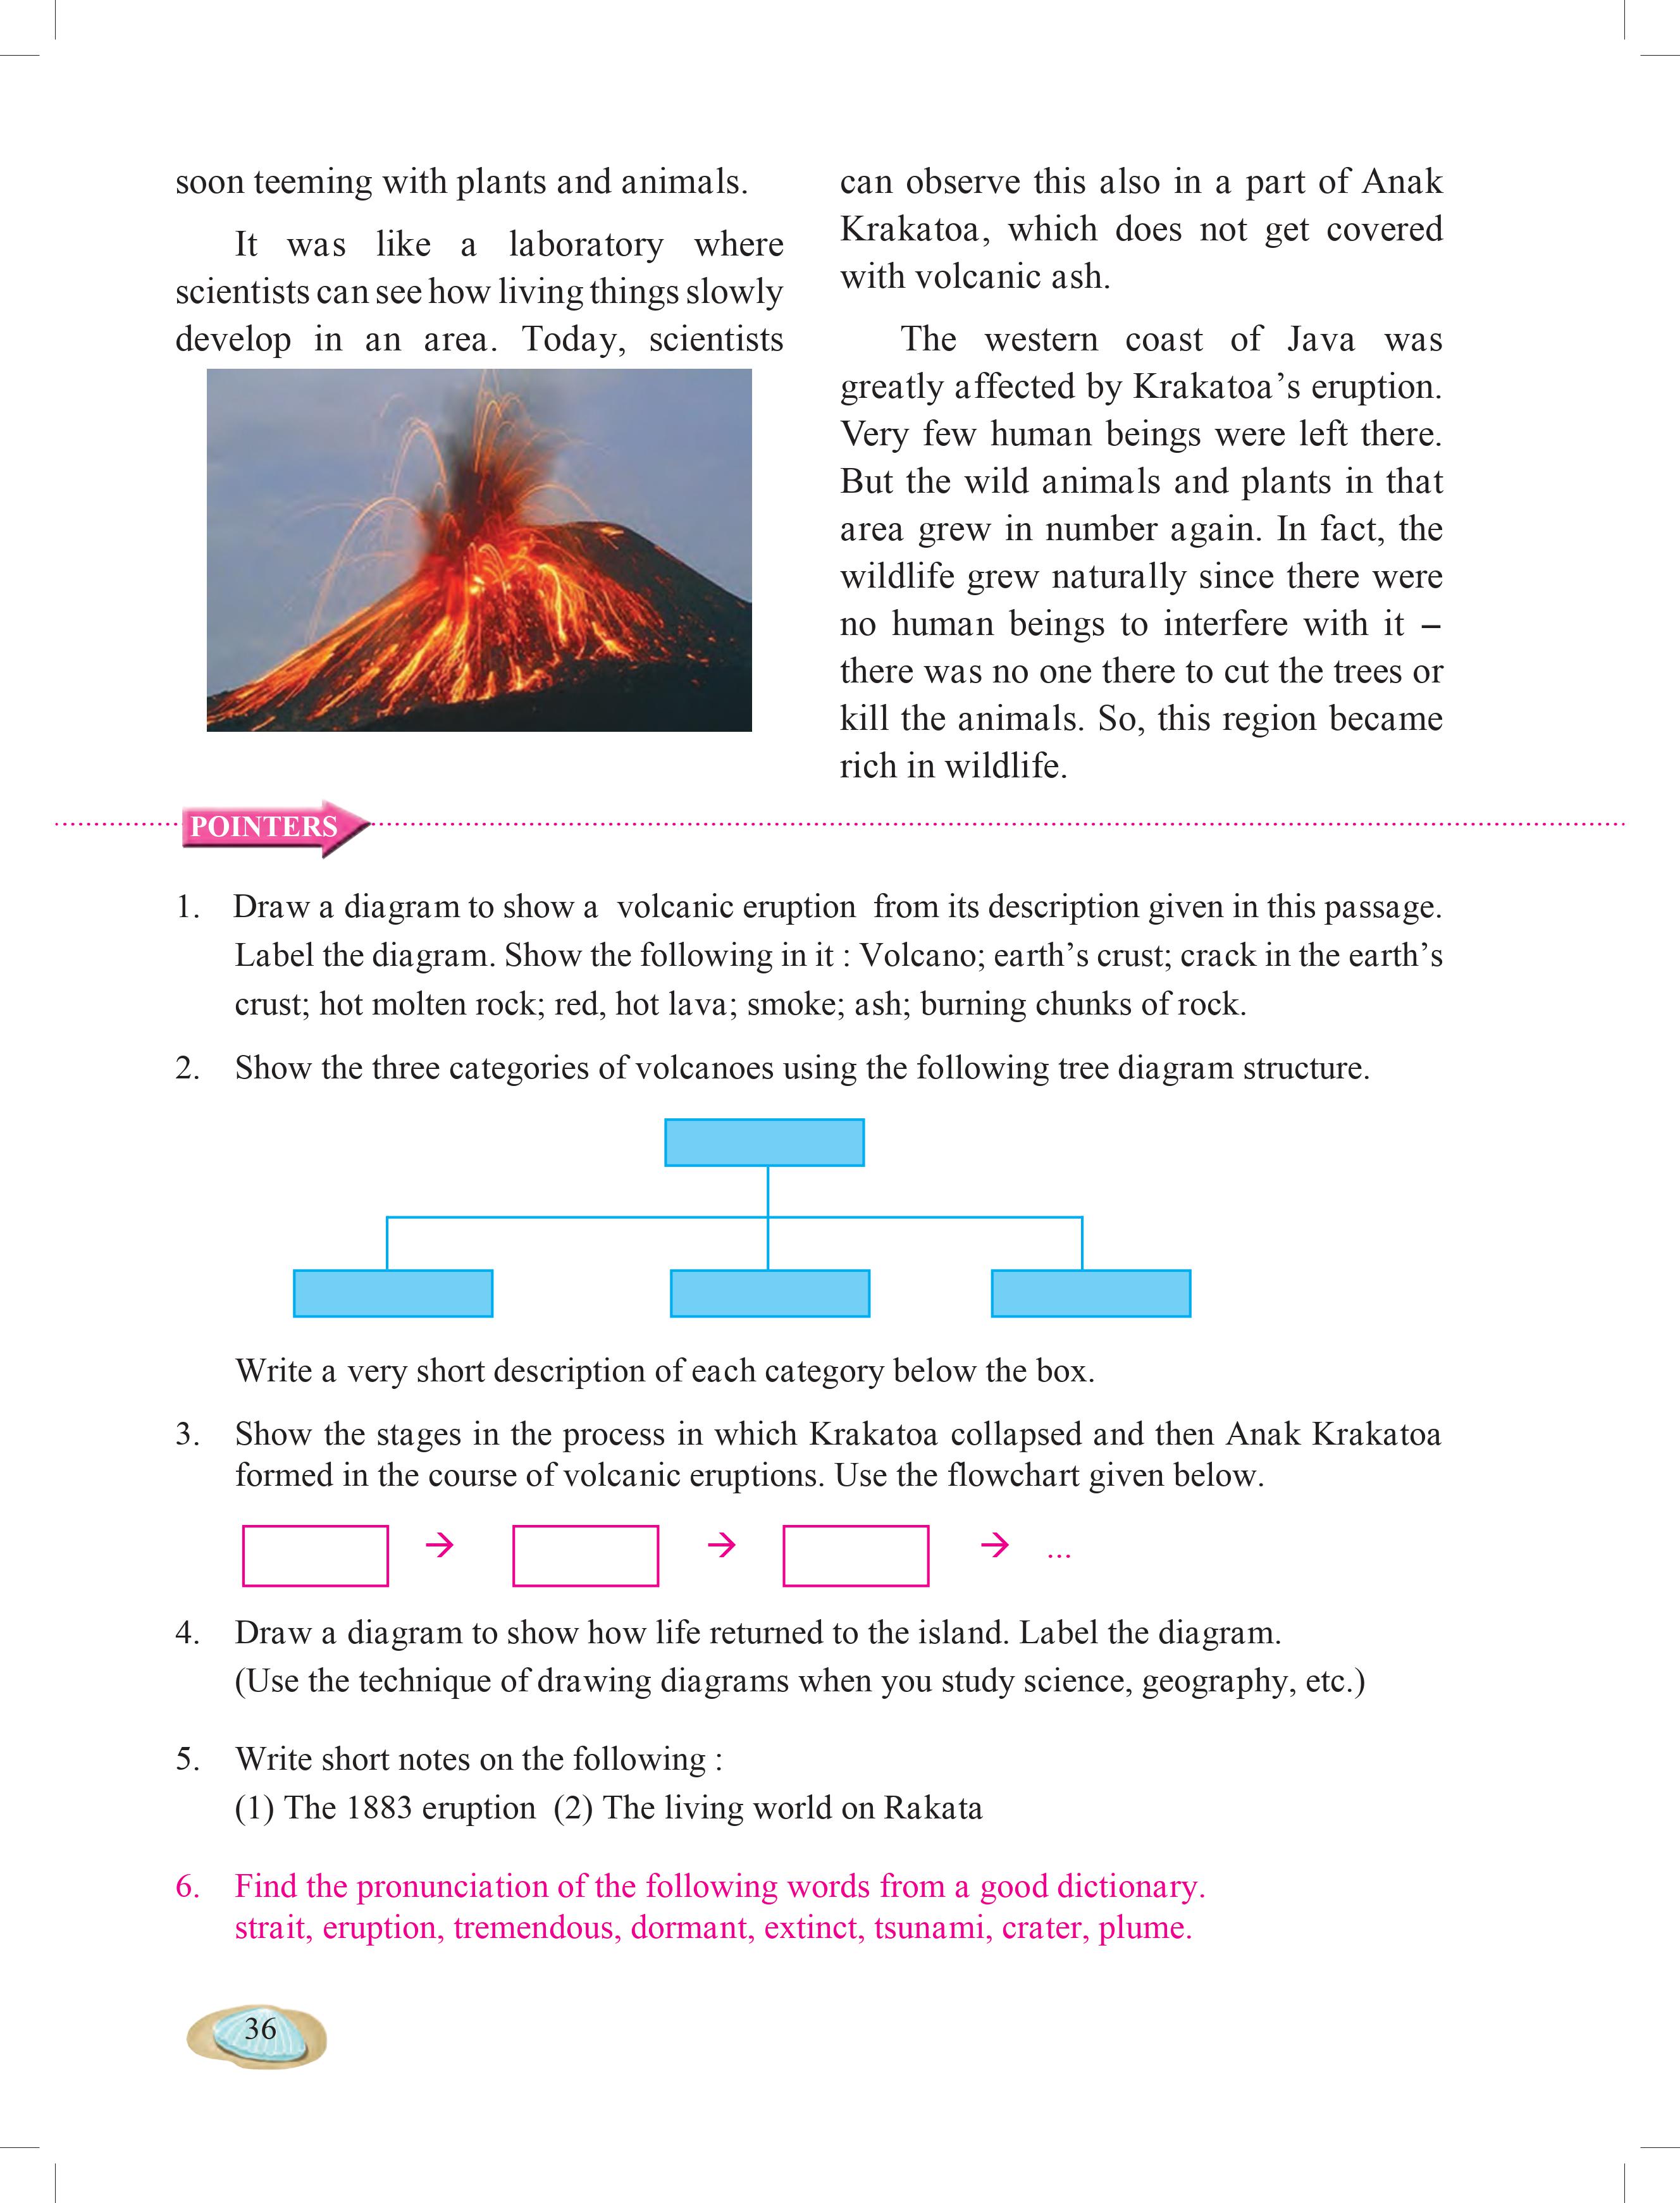 soon teeming with plants and animals.
It was like a laboratory where
scientists can see how living things slowly
develop in an area. Today, scientists
can observe this also in a part of Anak
Krakatoa, which does not get covered
with volcanic ash.
The western coast of Java was
greatly affected by Krakatoa’s eruption.
Very few human beings were left there.
But the wild animals and plants in that
area grew in number again. In fact, the
wildlife grew naturally since there were
no human beings to interfere with it –
there was no one there to cut the trees or
kill the animals. So, this region became
rich in wildlife.
POINTERS
1. Draw a diagram to show a volcanic eruption from its description given in this passage.
Label the diagram. Show the following in it : Volcano; earth’s crust; crack in the earth’s
crust; hot molten rock; red, hot lava; smoke; ash; burning chunks of rock.
2. Show the three categories of volcanoes using the following tree diagram structure.
Write a very short description of each category below the box.
3. Show the stages in the process in which Krakatoa collapsed and then Anak Krakatoa
formed in the course of volcanic eruptions. Use the flowchart given below.
→ → → ...
4. Draw a diagram to show how life returned to the island. Label the diagram.
(Use the technique of drawing diagrams when you study science, geography, etc.)
5. Write short notes on the following :
(1) The 1883 eruption (2) The living world on Rakata
6. Find the pronunciation of the following words from a good dictionary.
strait, eruption, tremendous, dormant, extinct, tsunami, crater, plume.
36